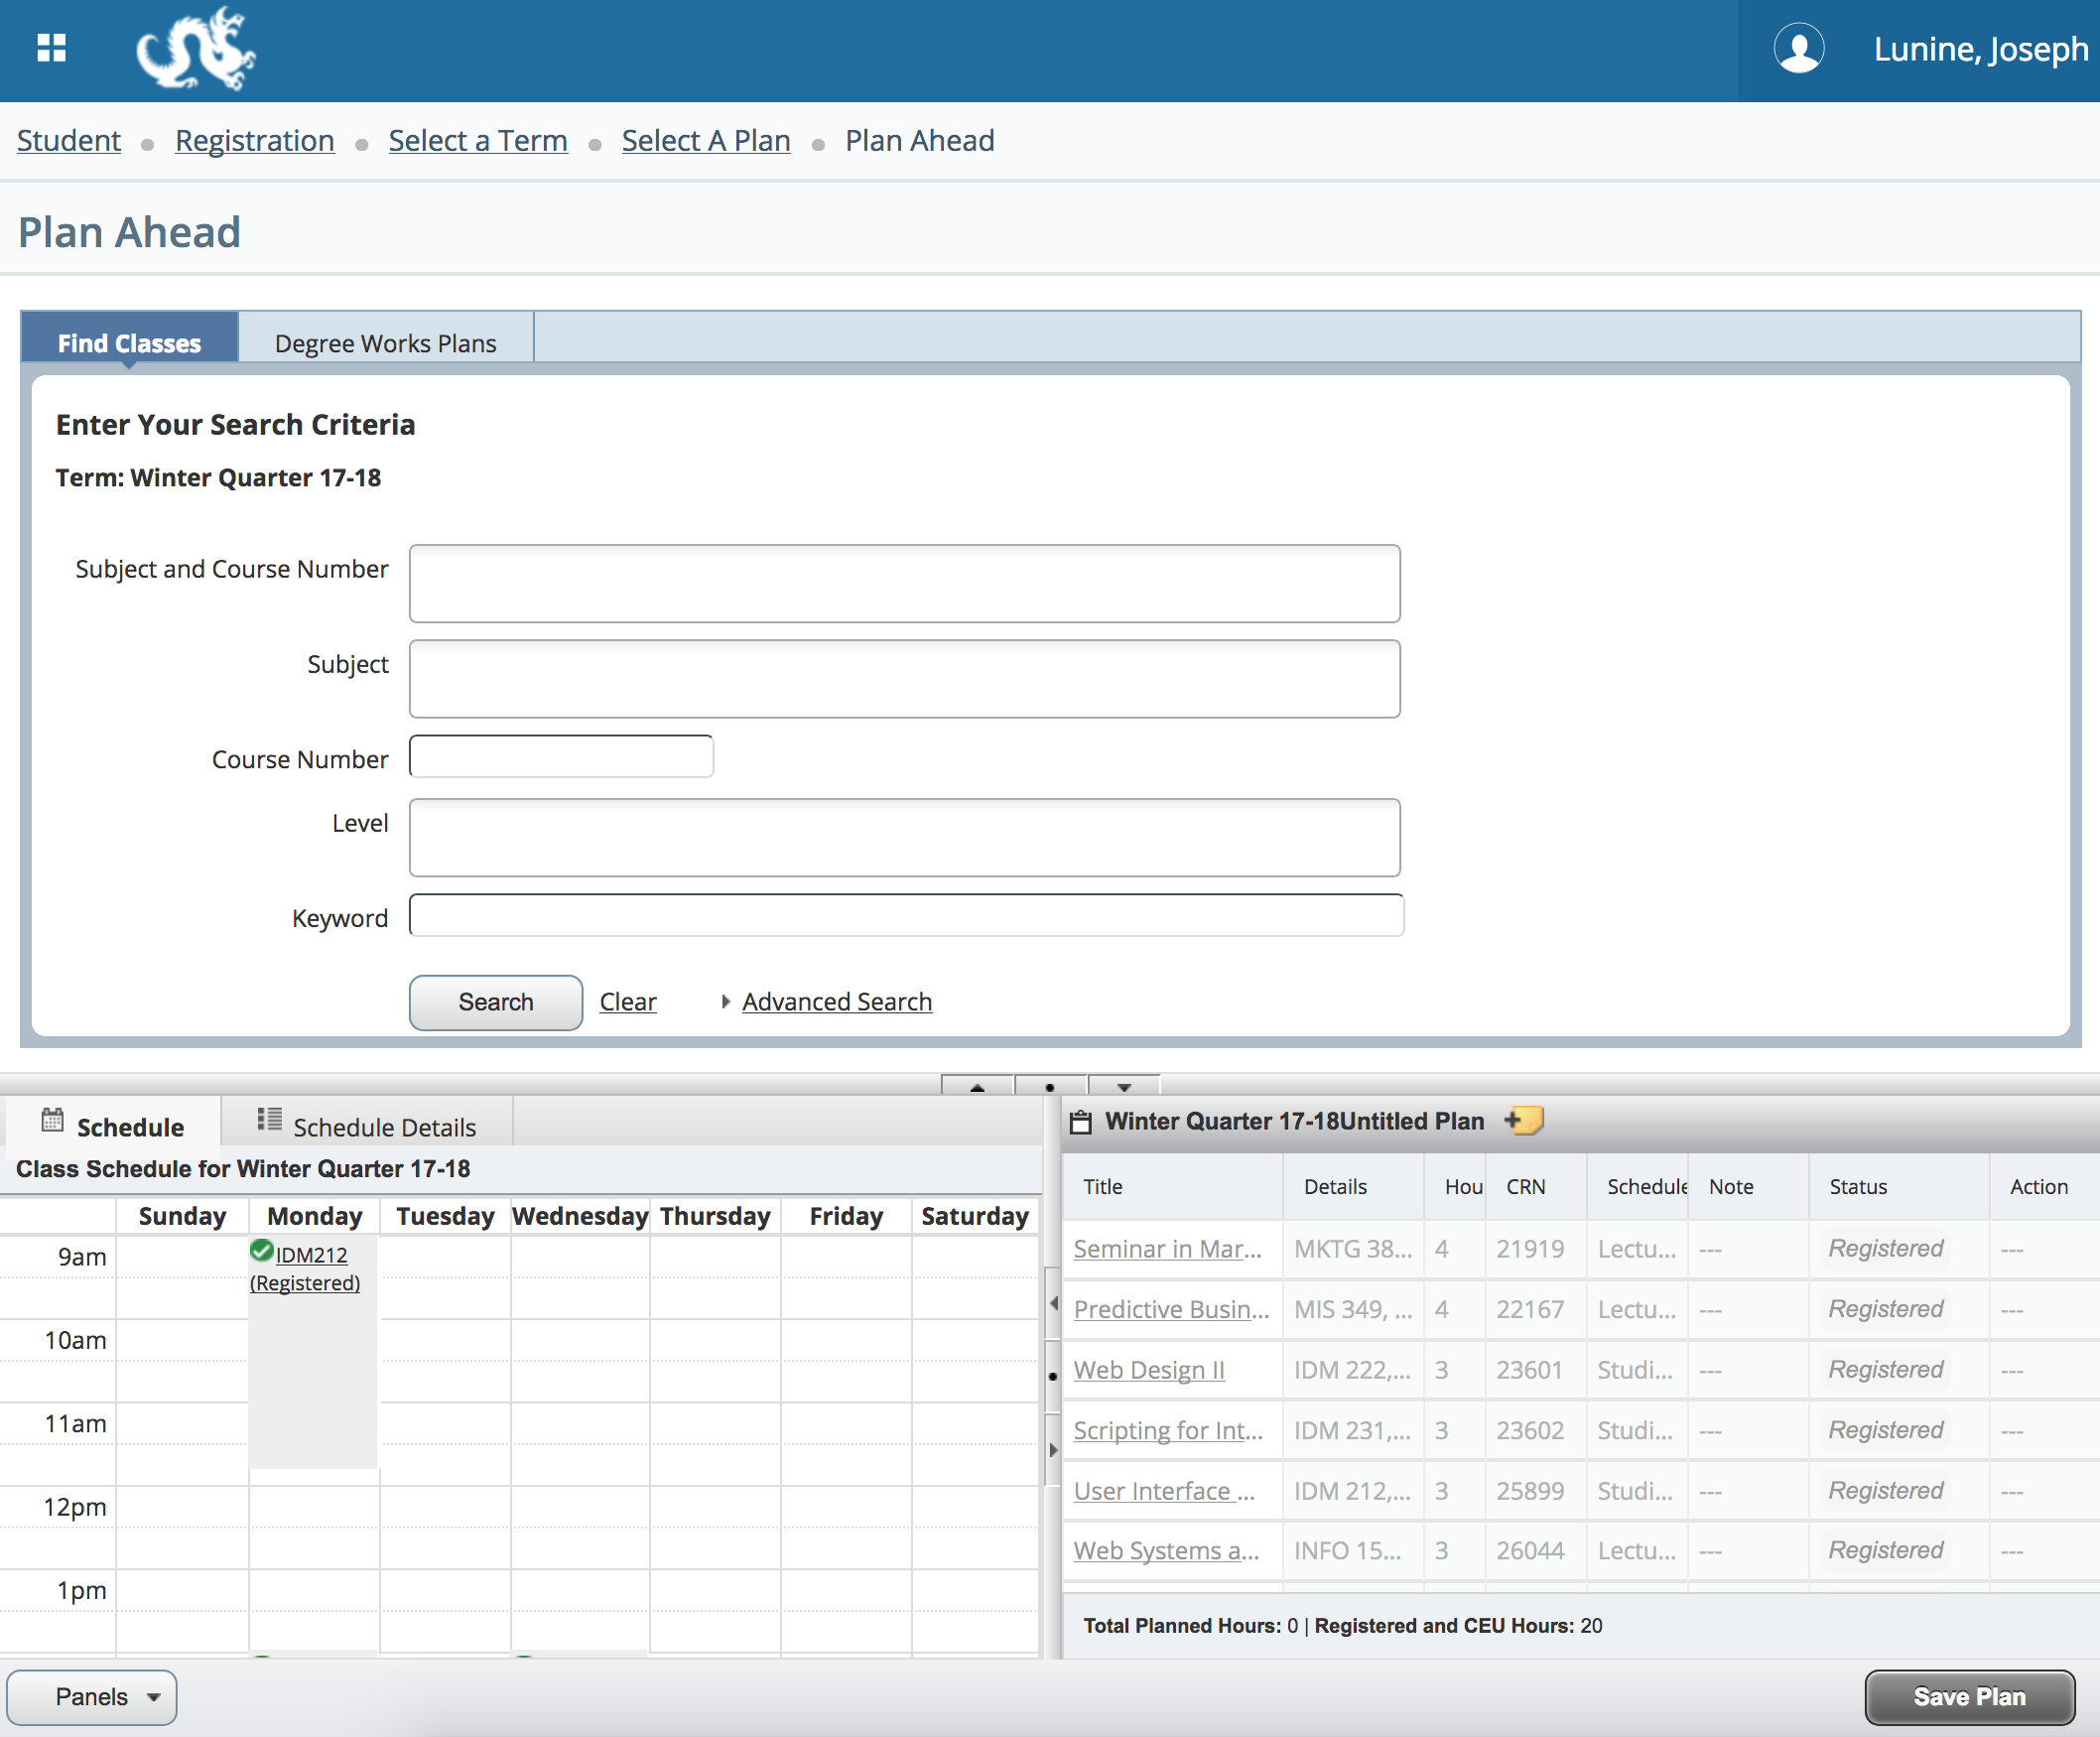 Lunine, Joseph
Student Registration Select a Term Select A Plan Plan Ahead
Plan Ahead
Find Classes Degree Works Plans
Enter Your Search Criteria
Term: Winter Quarter 17-18
Subject and Course Number
Subject
Course Number
Level
Keyword
Search Clear Advanced Search
Schedule Schedule Details
Class Schedule for Winter Quarter 17-18
Sunday Monday Tuesday Wednesday Thursday Friday Saturday
9am IDM212
(Registered)
10am
11am
12pm
1pm
Winter Quarter 17-18Untitled Plan
Title Details Hou CRN Schedule Note Status Action
Seminar in Mar... MKTG 38... 4 21919 Lectu... --- Registered ---
Predictive Busin... MIS 349, ... 4 22167 Lectu... --- Registered ---
Web Design II IDM 222,... 3 23601 Studi... --- Registered ---
Scripting for Int... IDM 231,... 3 23602 Studi... --- Registered ---
User Interface ... IDM 212,... 3 25899 Studi... --- Registered ---
Web Systems a... INFO 15... 3 26044 Lectu... --- Registered ---
Total Planned Hours: 0 | Registered and CEU Hours: 20
Panels Save Plan